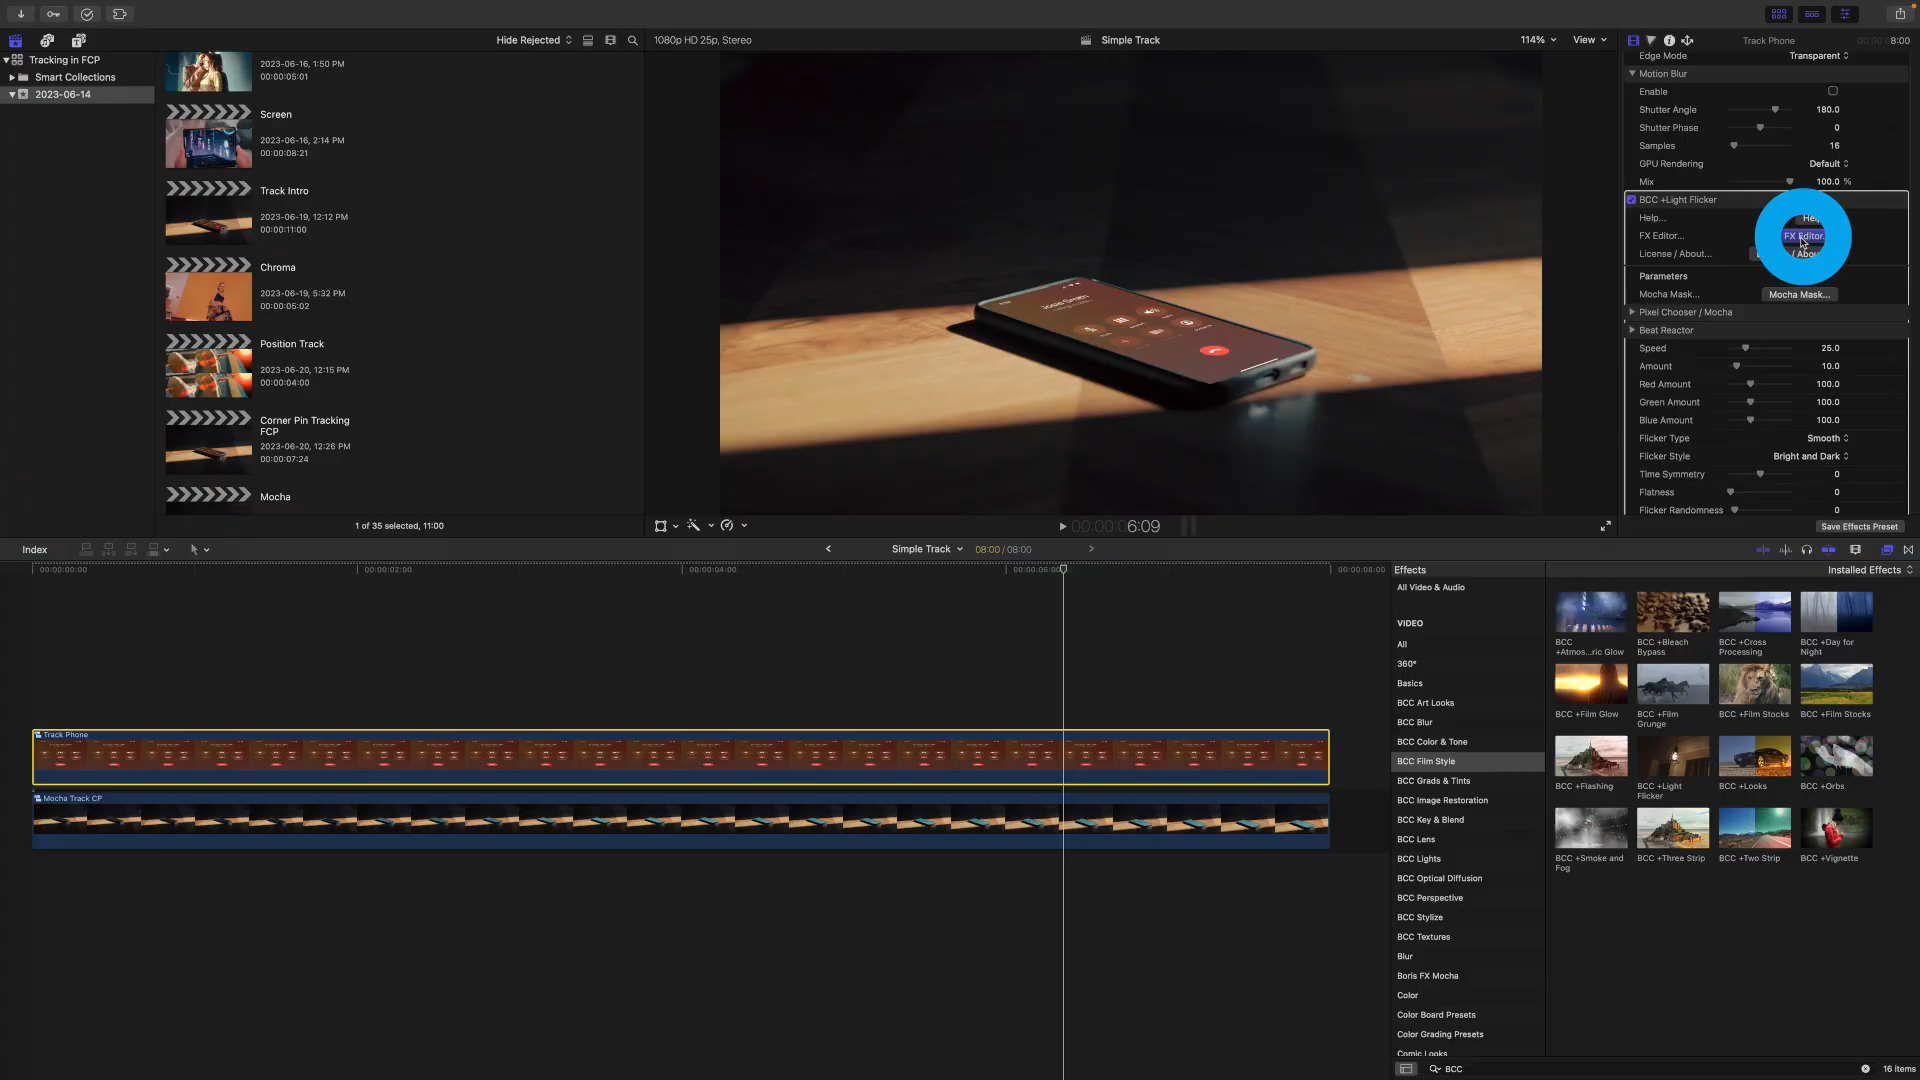 Hide Rejected
1080p HD 25p, Stereo
Simple Track
114%
View
Track Phone
8:00
Tracking in FCP
Smart Collections
2023-06-14
2023-06-16, 1:50 PM
00:00:05:01
Screen
2023-06-16, 2:14 PM
00:00:08:21
Track Intro
2023-06-19, 12:12 PM
00:00:11:00
Chroma
2023-06-19, 5:32 PM
00:00:05:02
Position Track
2023-06-20, 12:15 PM
00:00:04:00
Corner Pin Tracking
FCP
2023-06-20, 12:26 PM
00:00:07:24
Mocha
1 of 35 selected, 11:00
00:00:06:09
Edge Mode
Transparent
Motion Blur
Enable
Shutter Angle
180.0
Shutter Phase
0
Samples
16
GPU Rendering
Default
Mix
100.0 %
BCC +Light Flicker
Help...
FX Editor...
FX Editor.
License / About...
Parameters
Mocha Mask...
Mocha Mask...
Pixel Chooser / Mocha
Beat Reactor
Speed
25.0
Amount
10.0
Red Amount
100.0
Green Amount
100.0
Blue Amount
100.0
Flicker Type
Smooth
Flicker Style
Bright and Dark
Time Symmetry
0
Flatness
0
Flicker Randomness
0
Save Effects Preset
Index
Simple Track
08:00 / 08:00
00:00:00:00
00:00:02:00
00:00:04:00
00:00:06:00
00:00:08:00
Track Phone
Mocha Track CP
Effects
Installed Effects
All Video & Audio
VIDEO
All
360°
Basics
BCC Art Looks
BCC Blur
BCC Color & Tone
BCC Film Style
BCC Grads & Tints
BCC Image Restoration
BCC Key & Blend
BCC Lens
BCC Lights
BCC Optical Diffusion
BCC Perspective
BCC Stylize
BCC Textures
Blur
Boris FX Mocha
Color
Color Board Presets
Color Grading Presets
Comic Looks
BCC
+Atmos...ric Glow
BCC +Bleach
Bypass
BCC +Cross
Processing
BCC +Day for
Night
BCC +Film Glow
BCC +Film
Grunge
BCC +Film Stocks
BCC +Film Stocks
BCC +Flashing
BCC +Light
Flicker
BCC +Looks
BCC +Orbs
BCC +Smoke and
Fog
BCC +Three Strip
BCC +Two Strip
BCC +Vignette
BCC
16 items